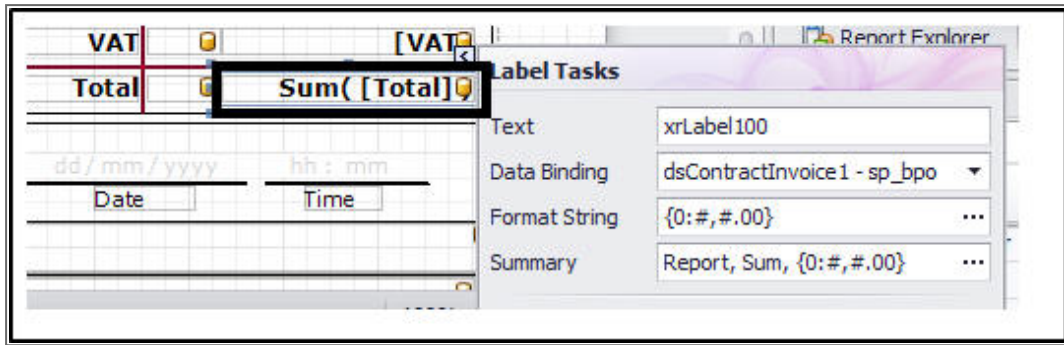 VAT [VAT Report Explorer
Total Sum( [Total]
Label Tasks
Text xrLabel100
Data Binding dsContractInvoice1 - sp_bpo
Format String {0:#,#.00} ...
Summary Report, Sum, {0:#,#.00} ...
dd / mm / yyyy hh : mm
Date Time